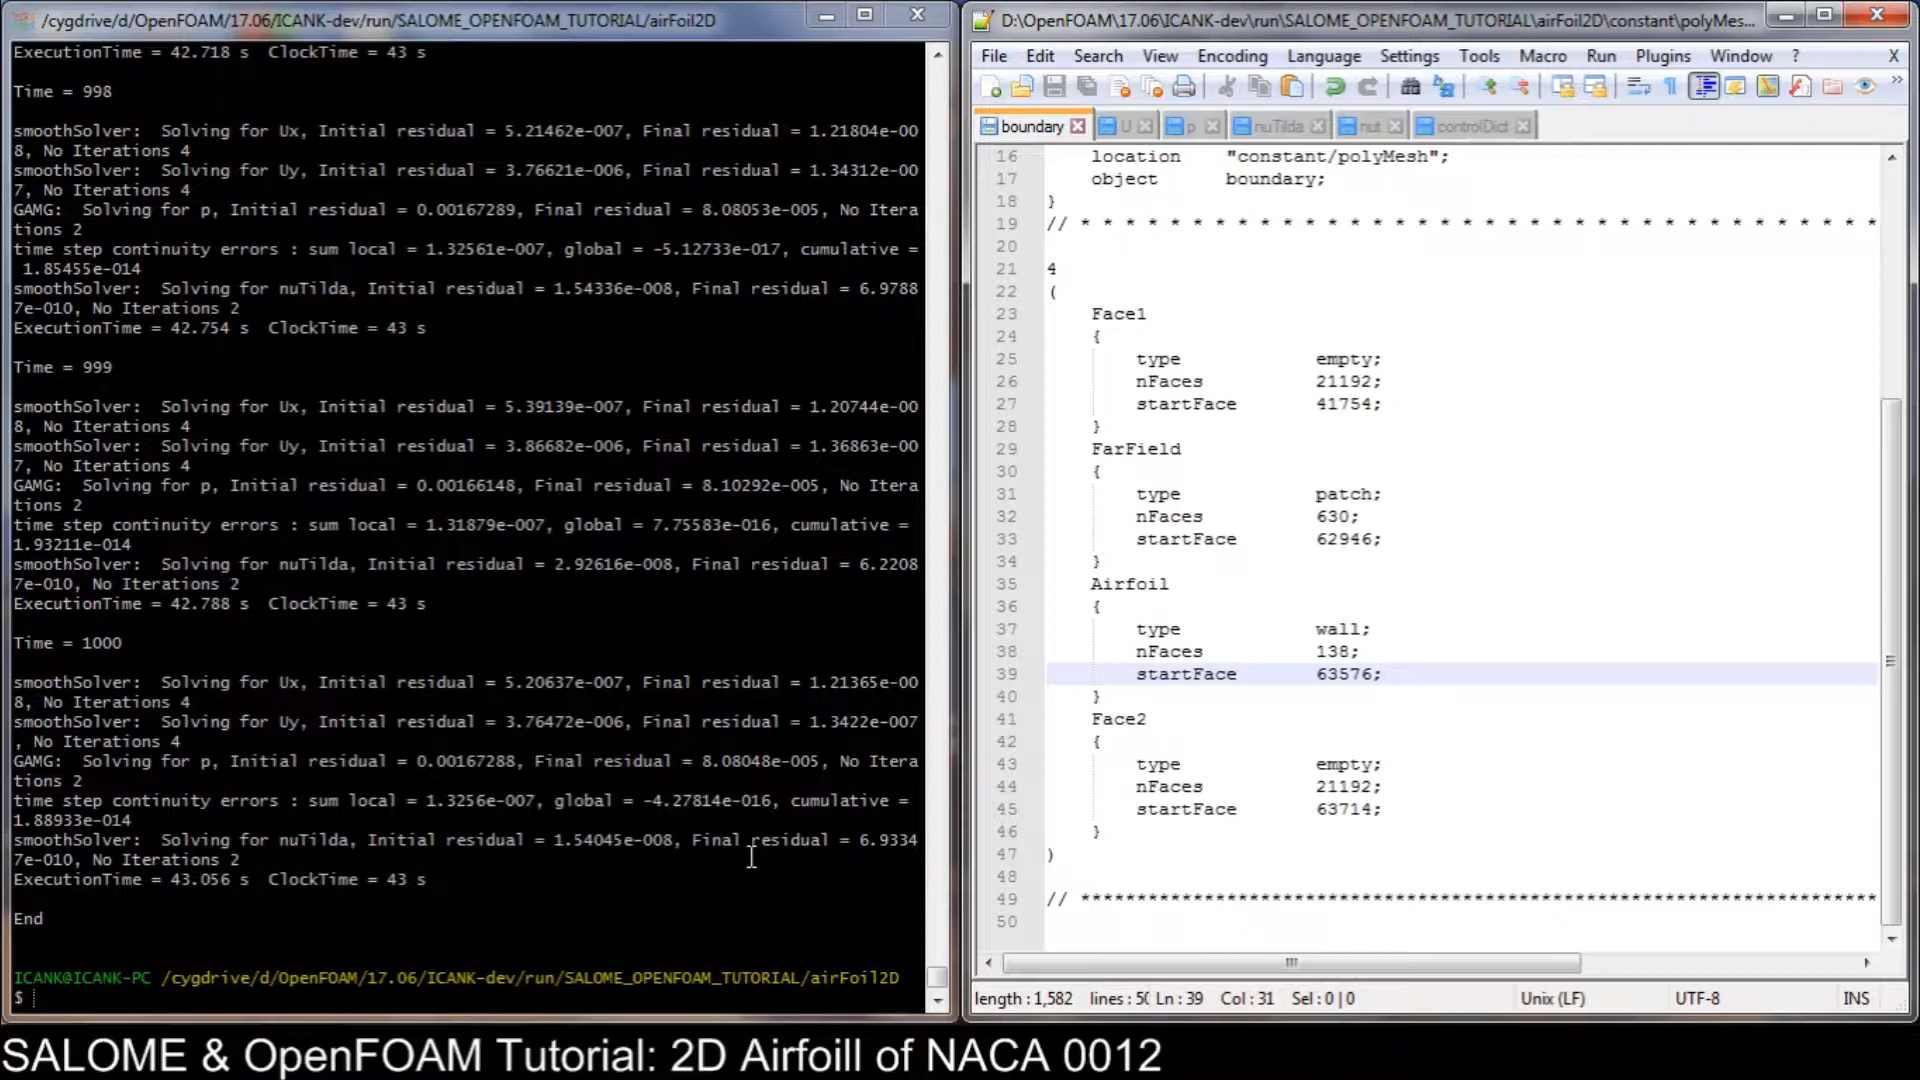 /cygdrive/d/OpenFOAM/17.06/ICANK-dev/run/SALOME_OPENFOAM_TUTORIAL/airFoil2D
ExecutionTime = 42.718 s  ClockTime = 43 s
Time = 998
smoothSolver:  Solving for Ux, Initial residual = 5.21462e-007, Final residual = 1.21804e-00
8, No Iterations 4
smoothSolver:  Solving for Uy, Initial residual = 3.76621e-006, Final residual = 1.34312e-00
7, No Iterations 4
GAMG:  Solving for p, Initial residual = 0.00167289, Final residual = 8.08053e-005, No Itera
tions 2
time step continuity errors : sum local = 1.32561e-007, global = -5.12733e-017, cumulative =
 1.85455e-014
smoothSolver:  Solving for nuTilda, Initial residual = 1.54336e-008, Final residual = 6.9788
7e-010, No Iterations 2
ExecutionTime = 42.754 s  ClockTime = 43 s
Time = 999
smoothSolver:  Solving for Ux, Initial residual = 5.39139e-007, Final residual = 1.20744e-00
8, No Iterations 4
smoothSolver:  Solving for Uy, Initial residual = 3.86682e-006, Final residual = 1.36863e-00
7, No Iterations 4
GAMG:  Solving for p, Initial residual = 0.00166148, Final residual = 8.10292e-005, No Itera
tions 2
time step continuity errors : sum local = 1.31879e-007, global = 7.75583e-016, cumulative =
1.93211e-014
smoothSolver:  Solving for nuTilda, Initial residual = 2.92616e-008, Final residual = 6.2208
7e-010, No Iterations 2
ExecutionTime = 42.788 s  ClockTime = 43 s
Time = 1000
smoothSolver:  Solving for Ux, Initial residual = 5.20637e-007, Final residual = 1.21365e-00
8, No Iterations 4
smoothSolver:  Solving for Uy, Initial residual = 3.76472e-006, Final residual = 1.3422e-007
, No Iterations 4
GAMG:  Solving for p, Initial residual = 0.00167288, Final residual = 8.08048e-005, No Itera
tions 2
time step continuity errors : sum local = 1.3256e-007, global = -4.27814e-016, cumulative =
1.88933e-014
smoothSolver:  Solving for nuTilda, Initial residual = 1.54045e-008, Final residual = 6.9334
7e-010, No Iterations 2
ExecutionTime = 43.056 s  ClockTime = 43 s
End
ICANK@ICANK-PC /cygdrive/d/OpenFOAM/17.06/ICANK-dev/run/SALOME_OPENFOAM_TUTORIAL/airFoil2D
$
D:\OpenFOAM\17.06\ICANK-dev\run\SALOME_OPENFOAM_TUTORIAL\airFoil2D\constant\polyMes...
File Edit Search View Encoding Language Settings Tools Macro Run Plugins Window ? X
boundary U p nuTilda nut controlDict
16 location "constant/polyMesh";
17 object boundary;
18 }
19 // * * * * * * * * * * * * * * * * * * * * * * * * * * * * * * * * * * * *
20
21 4
22 (
23 Face1
24 {
25 type empty;
26 nFaces 21192;
27 startFace 41754;
28 }
29 FarField
30 {
31 type patch;
32 nFaces 630;
33 startFace 62946;
34 }
35 Airfoil
36 {
37 type wall;
38 nFaces 138;
39 startFace 63576;
40 }
41 Face2
42 {
43 type empty;
44 nFaces 21192;
45 startFace 63714;
46 }
47 )
48
49 // *************************************************************************
50
length : 1,582 lines : 50 Ln : 39 Col : 31 Sel : 0 | 0 Unix (LF) UTF-8 INS
SALOME & OpenFOAM Tutorial: 2D Airfoill of NACA 0012